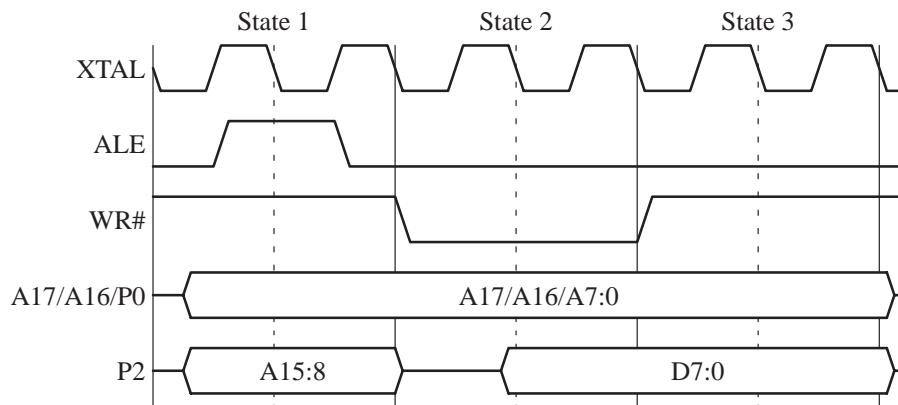 State 1 State 2 State 3
XTAL
ALE
WR#
A17/A16/P0 A17/A16/A7:0
P2 A15:8 D7:0